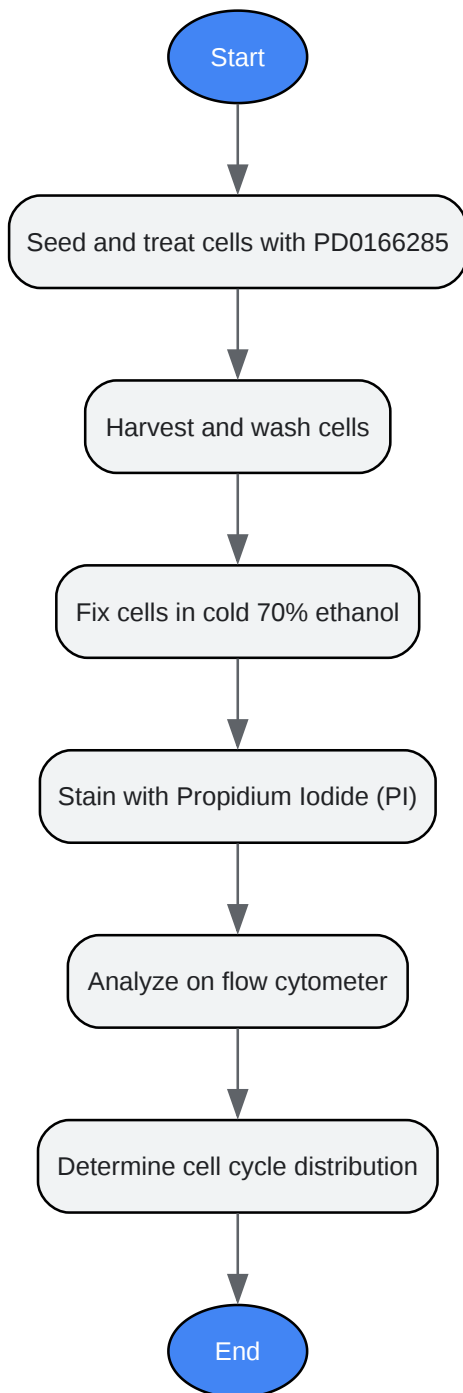 Start
Seed and treat cells with PD0166285
Harvest and wash cells
Fix cells in cold 70% ethanol
Stain with Propidium Iodide (PI)
Analyze on flow cytometer
Determine cell cycle distribution
End